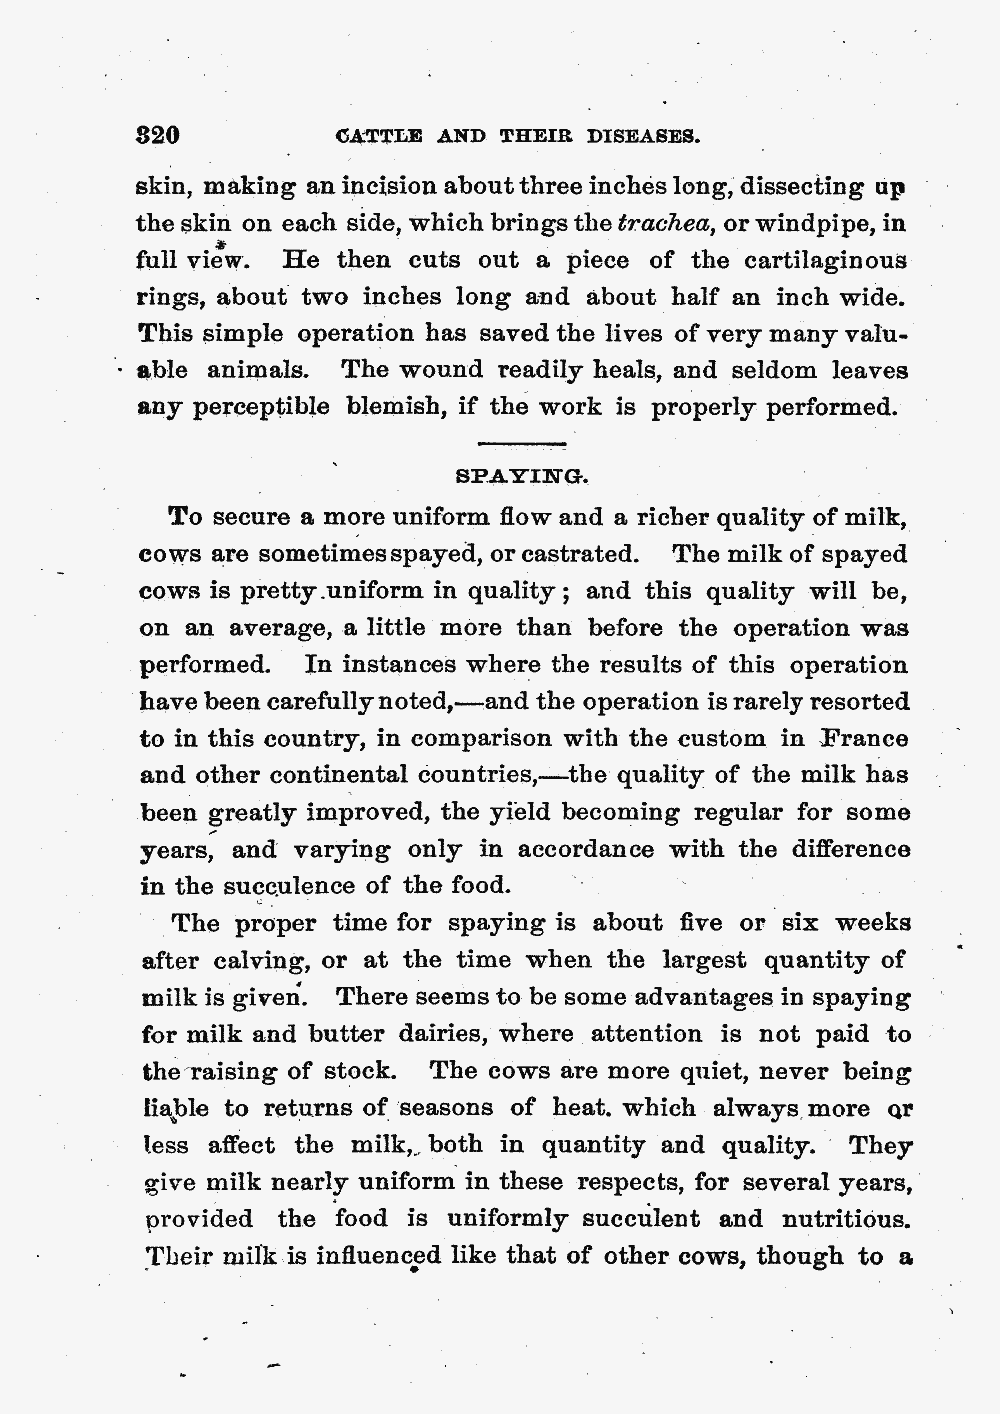 320 CATTLE AND THEIR DISEASES.
skin, making an incision about three inches long, dissecting up
the skin on each side, which brings the trachea, or windpipe, in
full view. He then cuts out a piece of the cartilaginous
rings, about two inches long and about half an inch wide.
This simple operation has saved the lives of very many valu-
able animals. The wound readily heals, and seldom leaves
any perceptible blemish, if the work is properly performed.
SPAYING.
To secure a more uniform flow and a richer quality of milk,
cows are sometimes spayed, or castrated. The milk of spayed
cows is pretty uniform in quality; and this quality will be,
on an average, a little more than before the operation was
performed. In instances where the results of this operation
have been carefully noted,—and the operation is rarely resorted
to in this country, in comparison with the custom in France
and other continental countries,—the quality of the milk has
been greatly improved, the yield becoming regular for some
years, and varying only in accordance with the difference
in the succulence of the food.
The proper time for spaying is about five or six weeks
after calving, or at the time when the largest quantity of
milk is given. There seems to be some advantages in spaying
for milk and butter dairies, where attention is not paid to
the raising of stock. The cows are more quiet, never being
liable to returns of seasons of heat. which always more or
less affect the milk, both in quantity and quality. They
give milk nearly uniform in these respects, for several years,
provided the food is uniformly succulent and nutritious.
Their milk is influenced like that of other cows, though to a